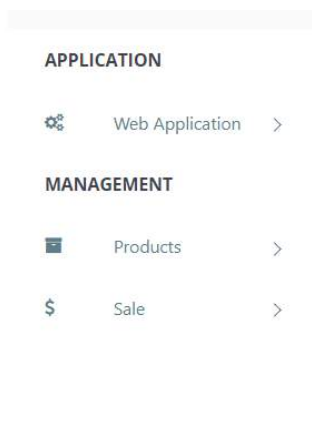 APPLICATION
Web Application
MANAGEMENT
Products
$ Sale